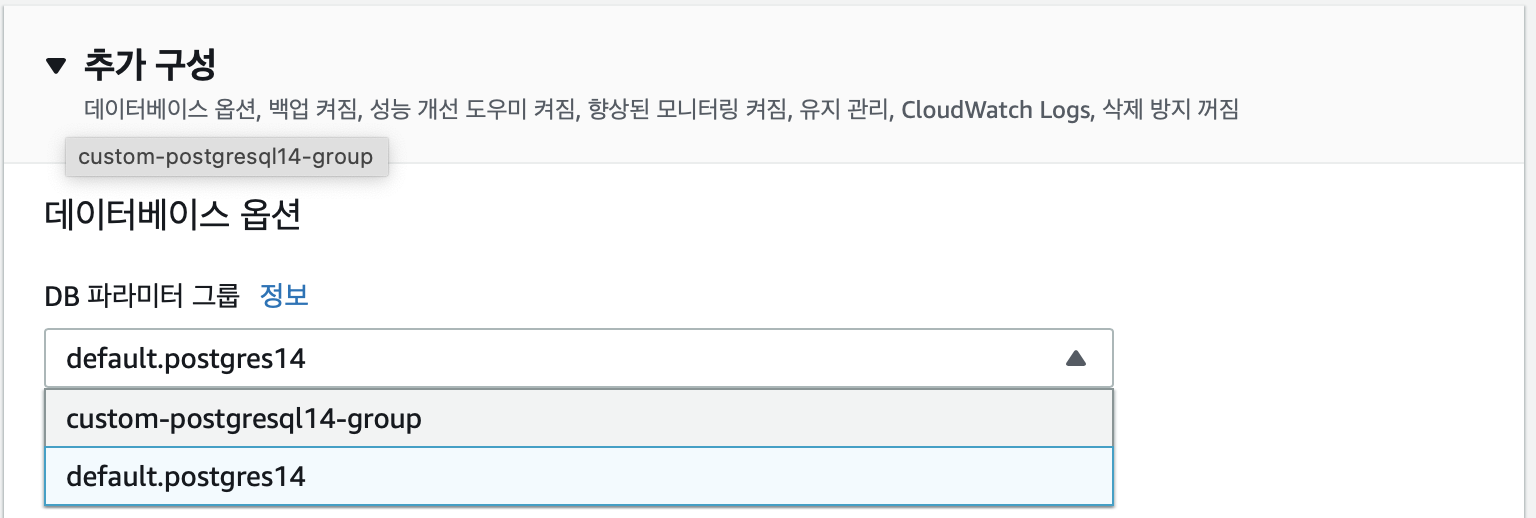 ▼ 추가 구성
데이터베이스 옵션, 백업 켜짐, 성능 개선 도우미 켜짐, 향상된 모니터링 켜짐, 유지 관리, CloudWatch Logs, 삭제 방지 꺼짐
custom-postgresql14-group
데이터베이스 옵션
DB 파라미터 그룹 정보
default.postgres14
custom-postgresql14-group
default.postgres14